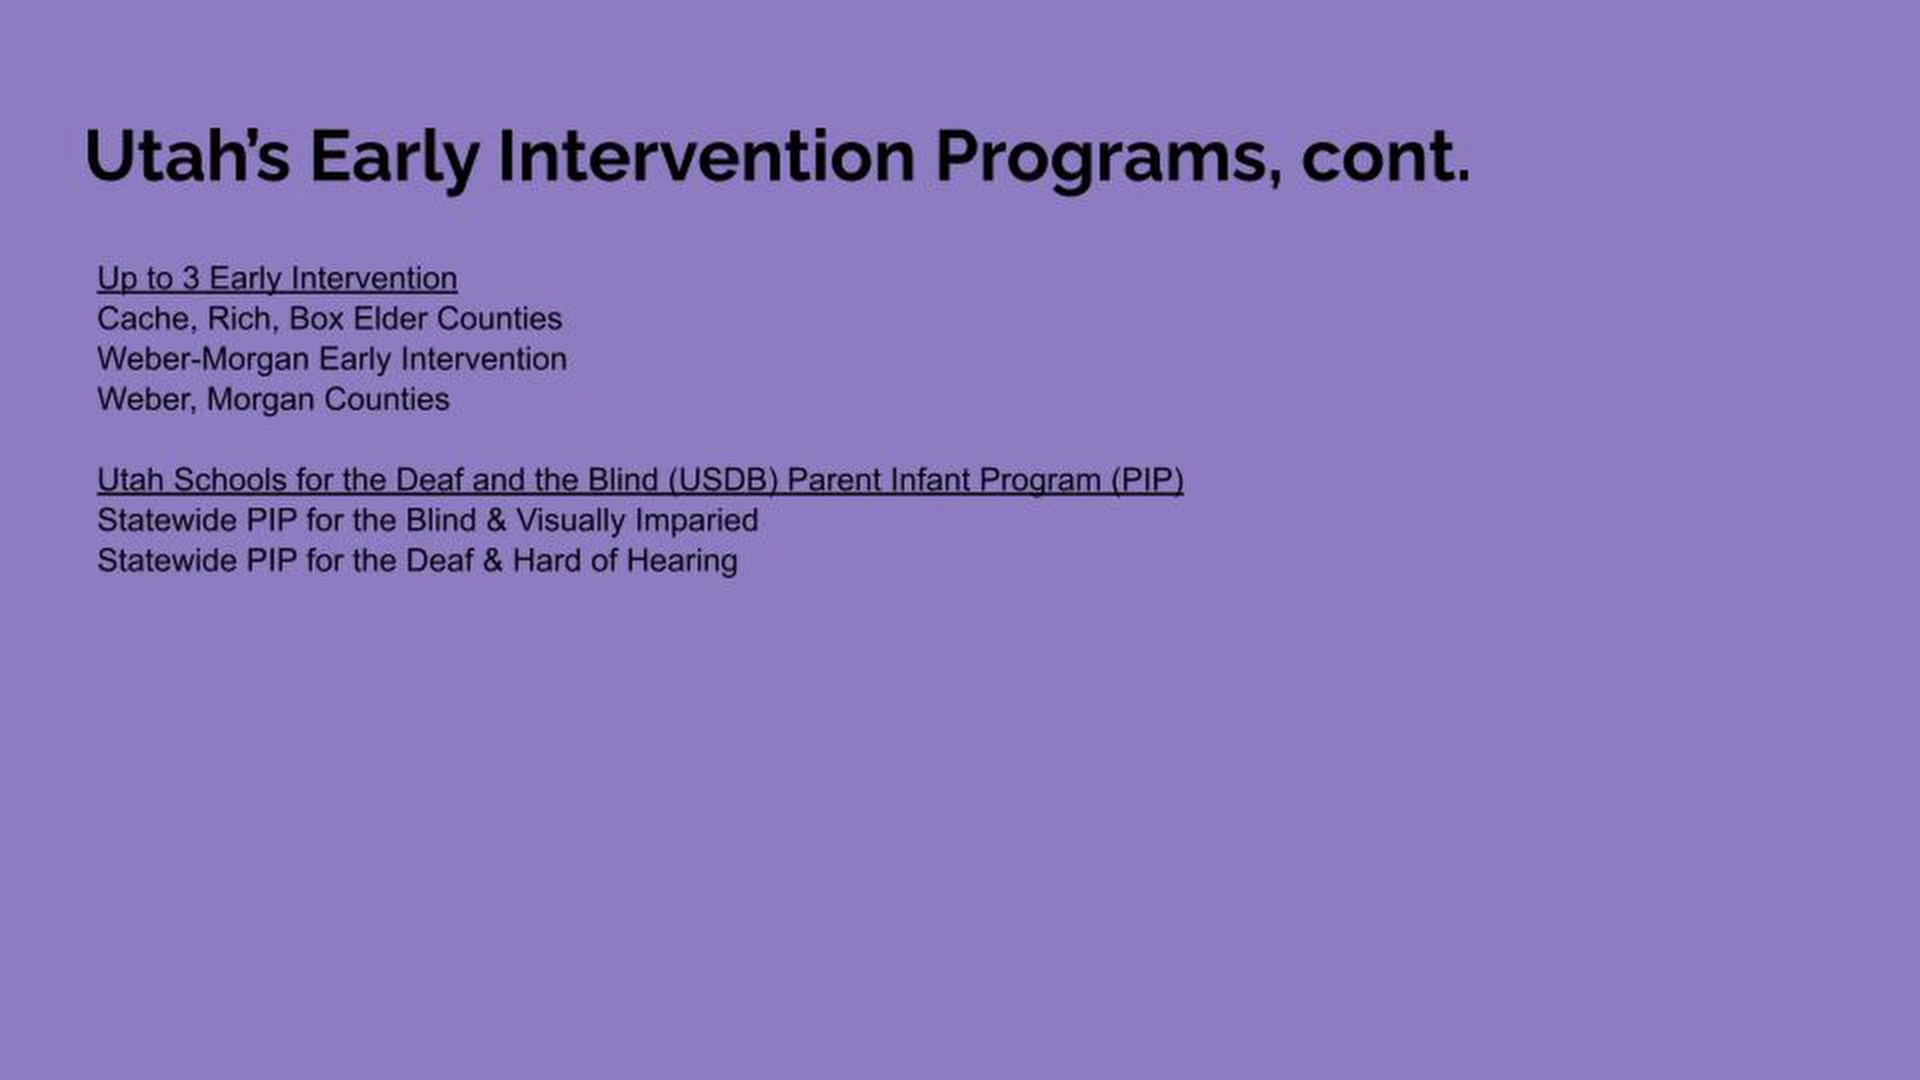 Utah’s Early Intervention Programs, cont.
Up to 3 Early Intervention
Cache, Rich, Box Elder Counties
Weber-Morgan Early Intervention
Weber, Morgan Counties
Utah Schools for the Deaf and the Blind (USDB) Parent Infant Program (PIP)
Statewide PIP for the Blind & Visually Imparied
Statewide PIP for the Deaf & Hard of Hearing